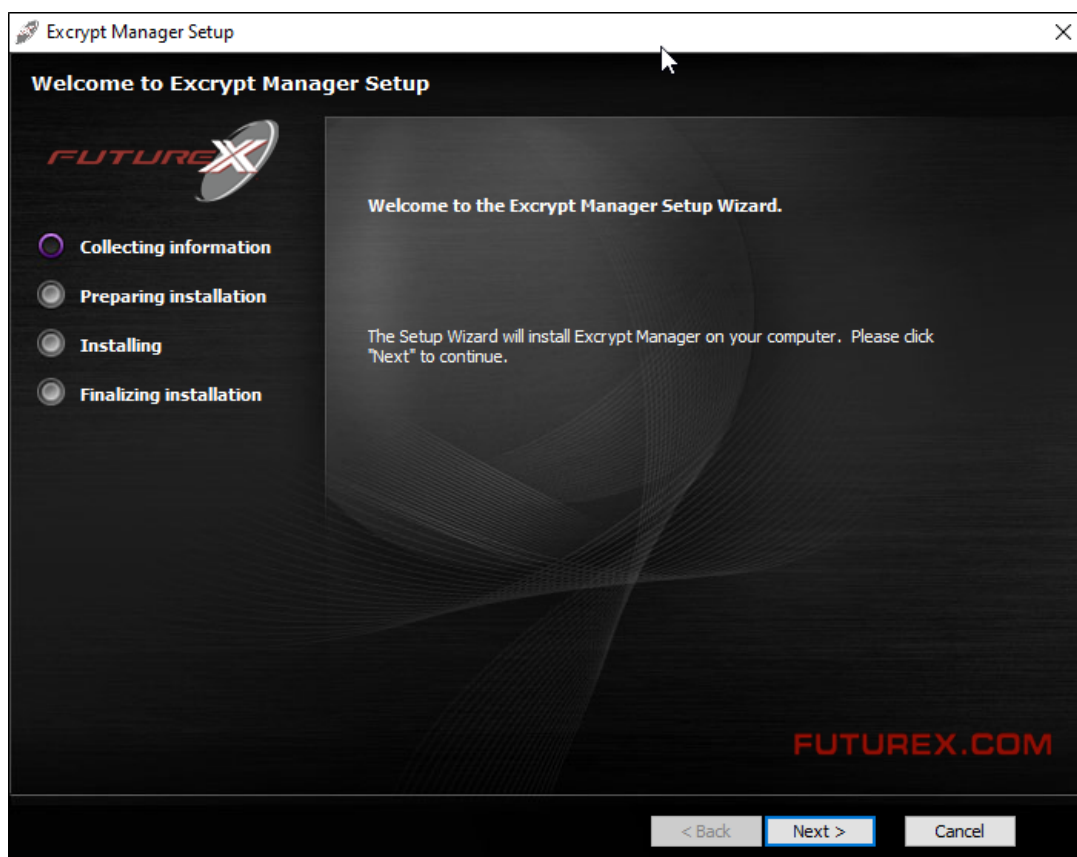 Excrypt Manager Setup
Welcome to Excrypt Manager Setup
FUTUREX
Welcome to the Excrypt Manager Setup Wizard.
Collecting information
Preparing installation
Installing
Finalizing installation
The Setup Wizard will install Excrypt Manager on your computer. Please click
"Next" to continue.
FUTUREX.COM
< Back
Next >
Cancel